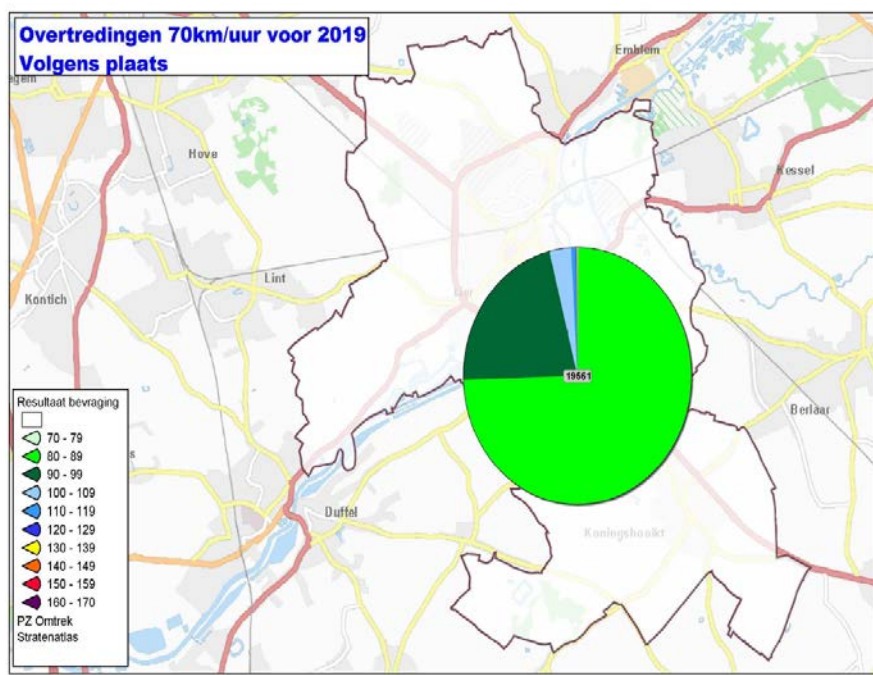 Overtredingen 70km/uur voor 2019
Volgens plaats
Emblem
Hove
Kessel
Lint
Kontich
Lier
19561
Berlaar
Duffel
Koningshooikt
Resultaat bevraging
70 - 79
80 - 89
90 - 99
100 - 109
110 - 119
120 - 129
130 - 139
140 - 149
150 - 159
160 - 170
PZ Omtrek
Stratenatlas